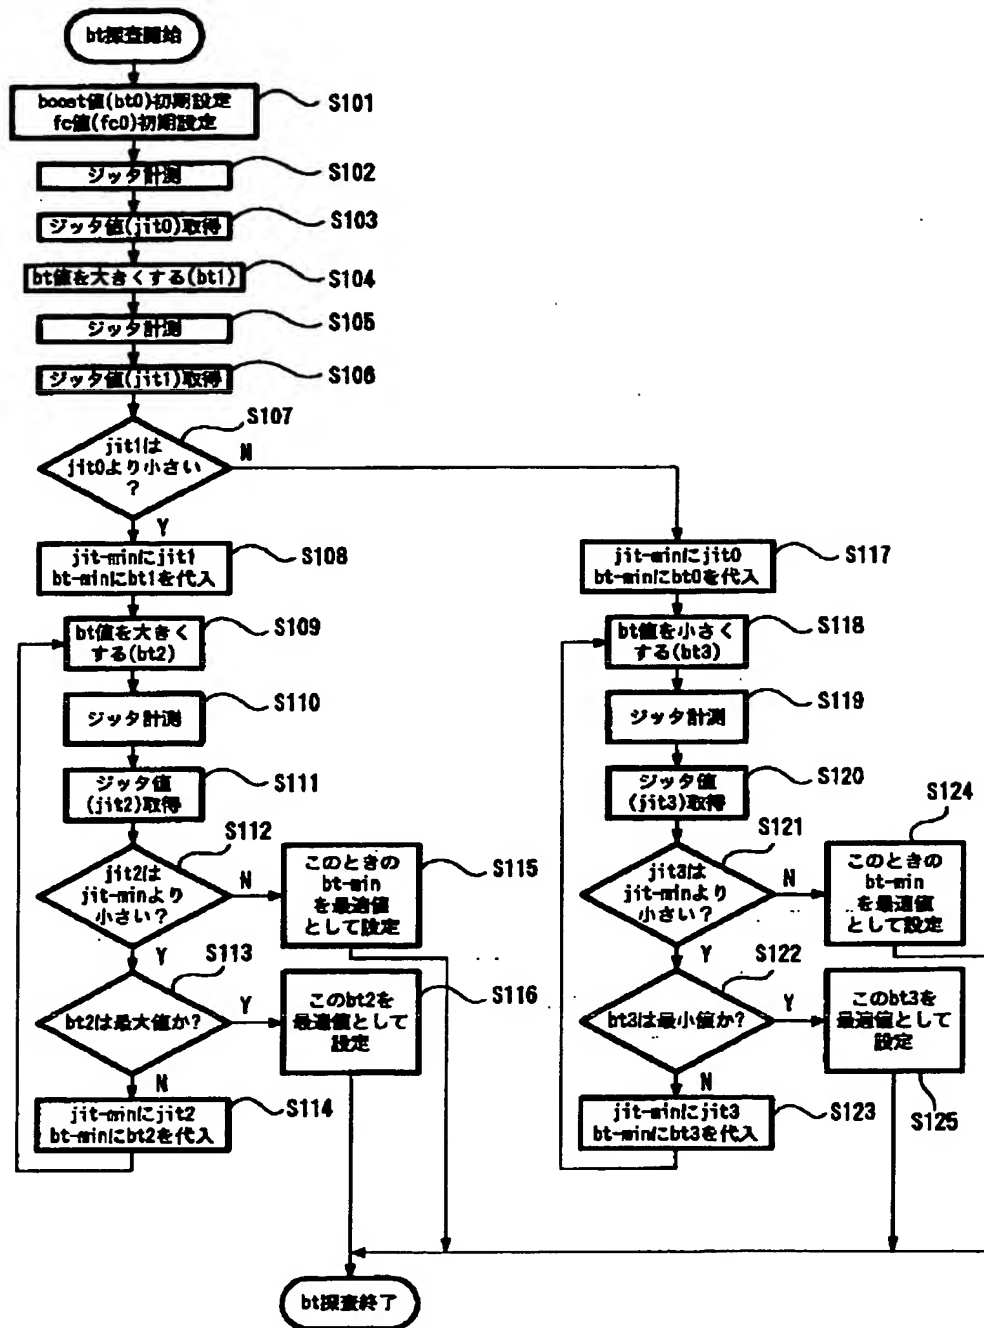 bt探査開始
boost値(bt0)初期設定
fc値(fc0)初期設定
S101
ジッタ計測
S102
ジッタ値(jit0)取得
S103
bt値を大きくする(bt1)
S104
ジッタ計測
S105
ジッタ値(jit1)取得
S106
S107
jit1は
jit0より小さい
?
N
Y
jit-minにjit1
bt-minにbt1を代入
S108
bt値を大きく
する(bt2)
S109
ジッタ計測
S110
ジッタ値
(jit2)取得
S111
S112
jit2は
jit-minより
小さい?
N
Y
このときの
bt-min
を最適値
として設定
S115
S113
bt2は最大値か?
Y
N
このbt2を
最適値として
設定
S116
jit-minにjit2
bt-minにbt2を代入
S114
jit-minにjit0
bt-minにbt0を代入
S117
bt値を小さく
する(bt3)
S118
ジッタ計測
S119
ジッタ値
(jit3)取得
S120
S121
jit3は
jit-minより
小さい?
N
Y
S124
このときの
bt-min
を最適値
として設定
S122
bt3は最小値か?
Y
N
このbt3を
最適値として
設定
S125
jit-minにjit3
bt-minにbt3を代入
S123
bt探査終了